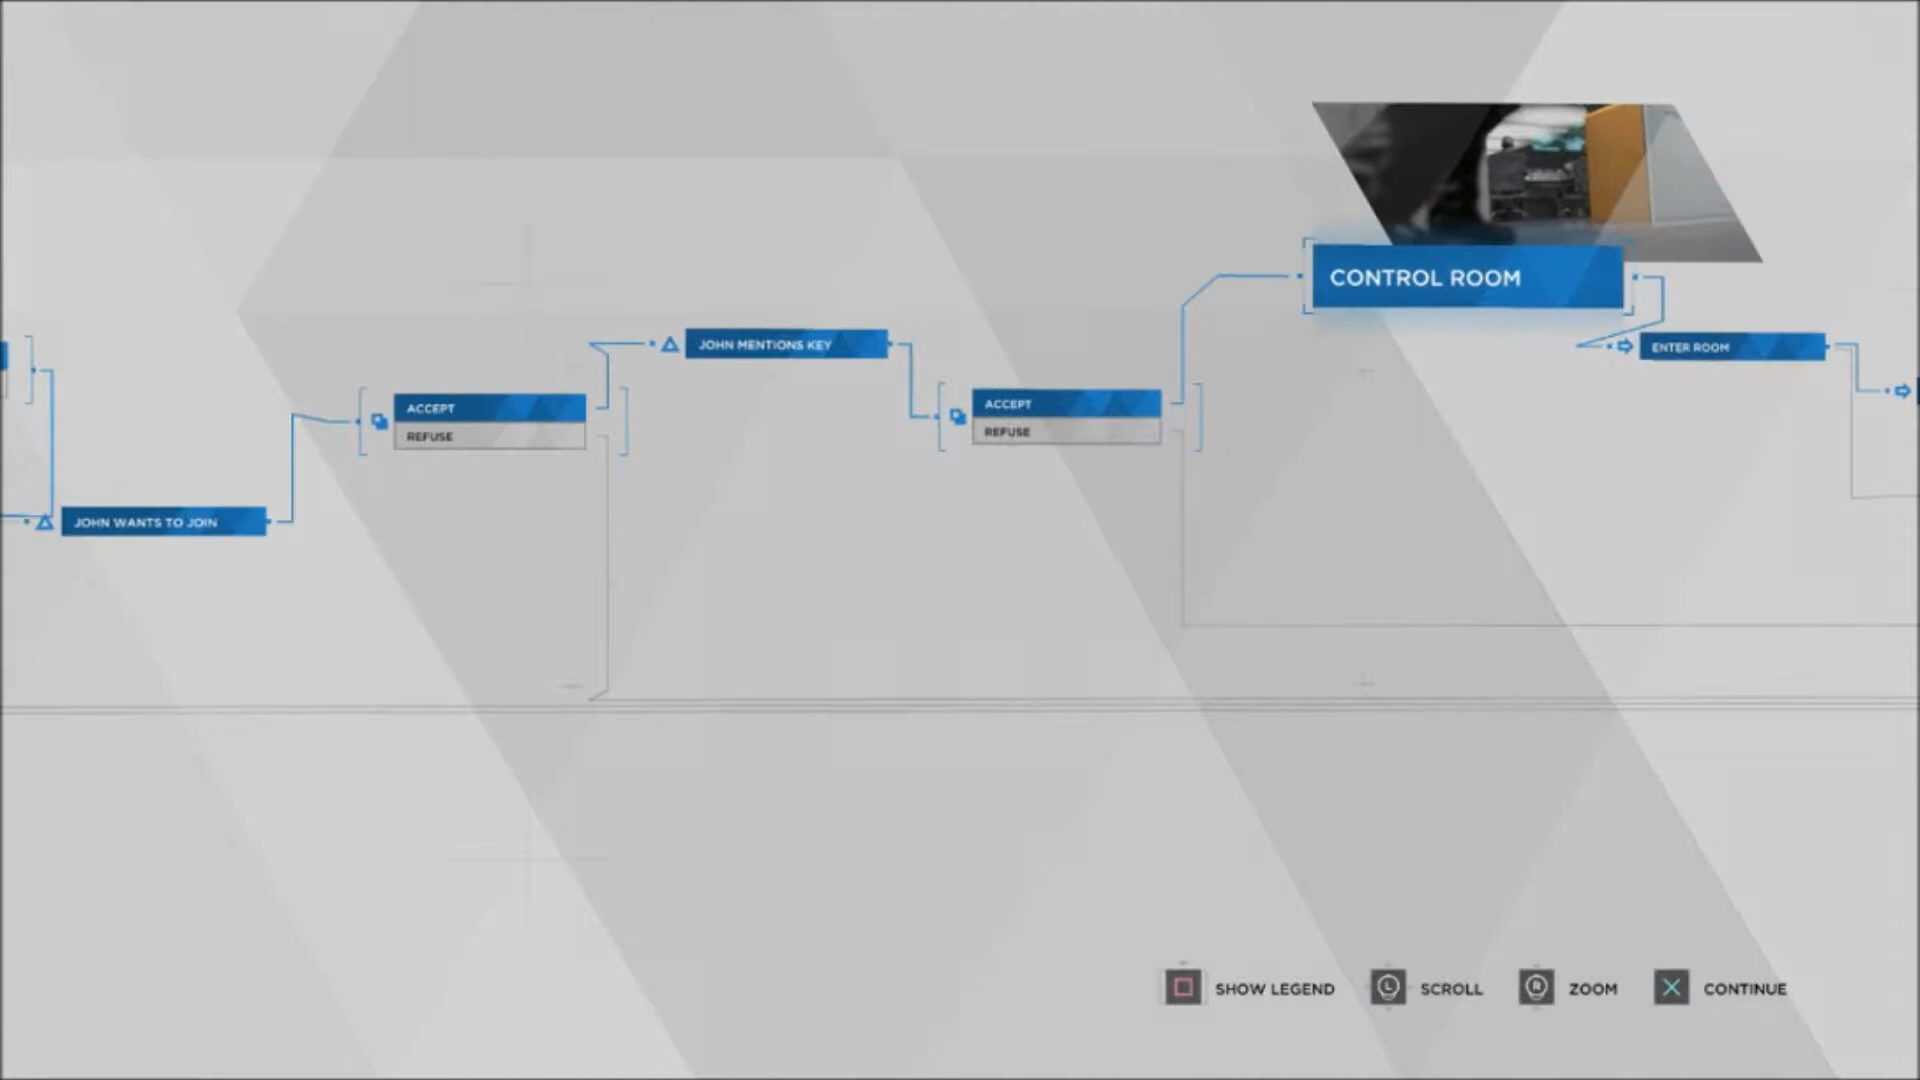 CONTROL ROOM
JOHN MENTIONS KEY
ENTER ROOM
ACCEPT
REFUSE
ACCEPT
REFUSE
JOHN WANTS TO JOIN
SHOW LEGEND
L
SCROLL
R
ZOOM
CONTINUE